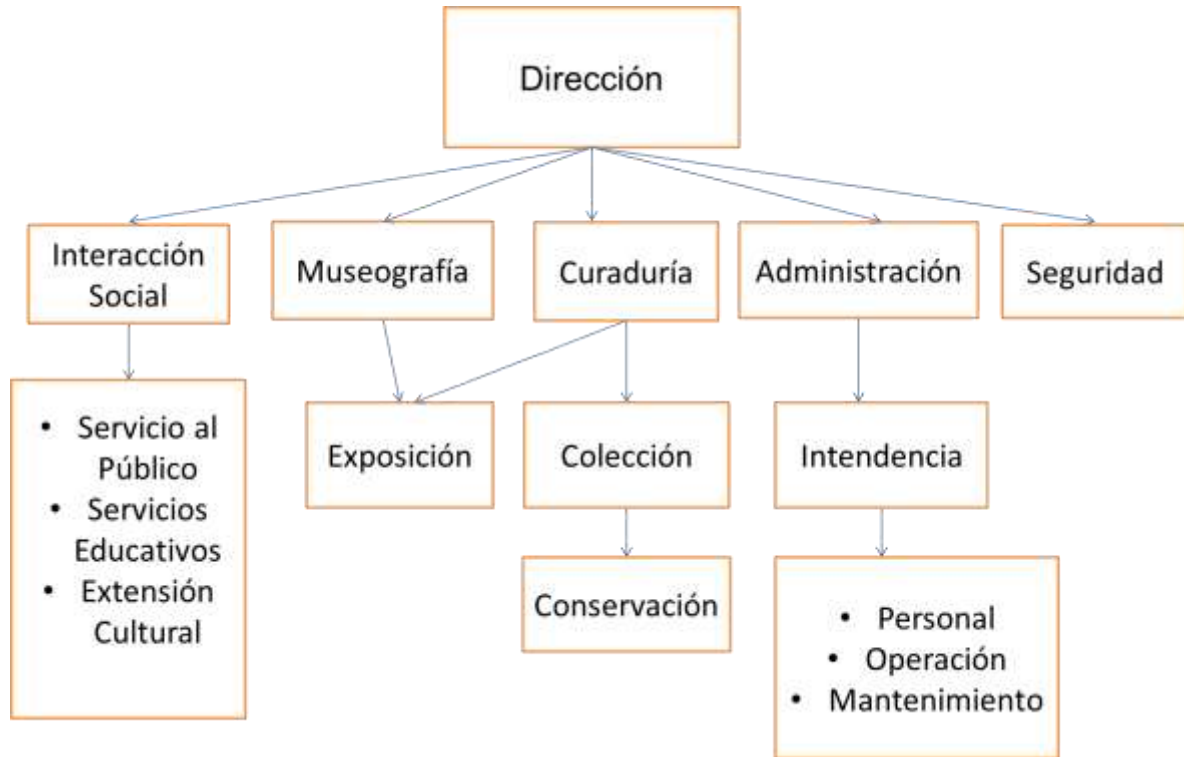 Dirección
Interacción
Social
Museografía
Curaduría
Administración
Seguridad
• Servicio al
Público
• Servicios
Educativos
• Extensión
Cultural
Exposición
Colección
Intendencia
Conservación
• Personal
• Operación
• Mantenimiento